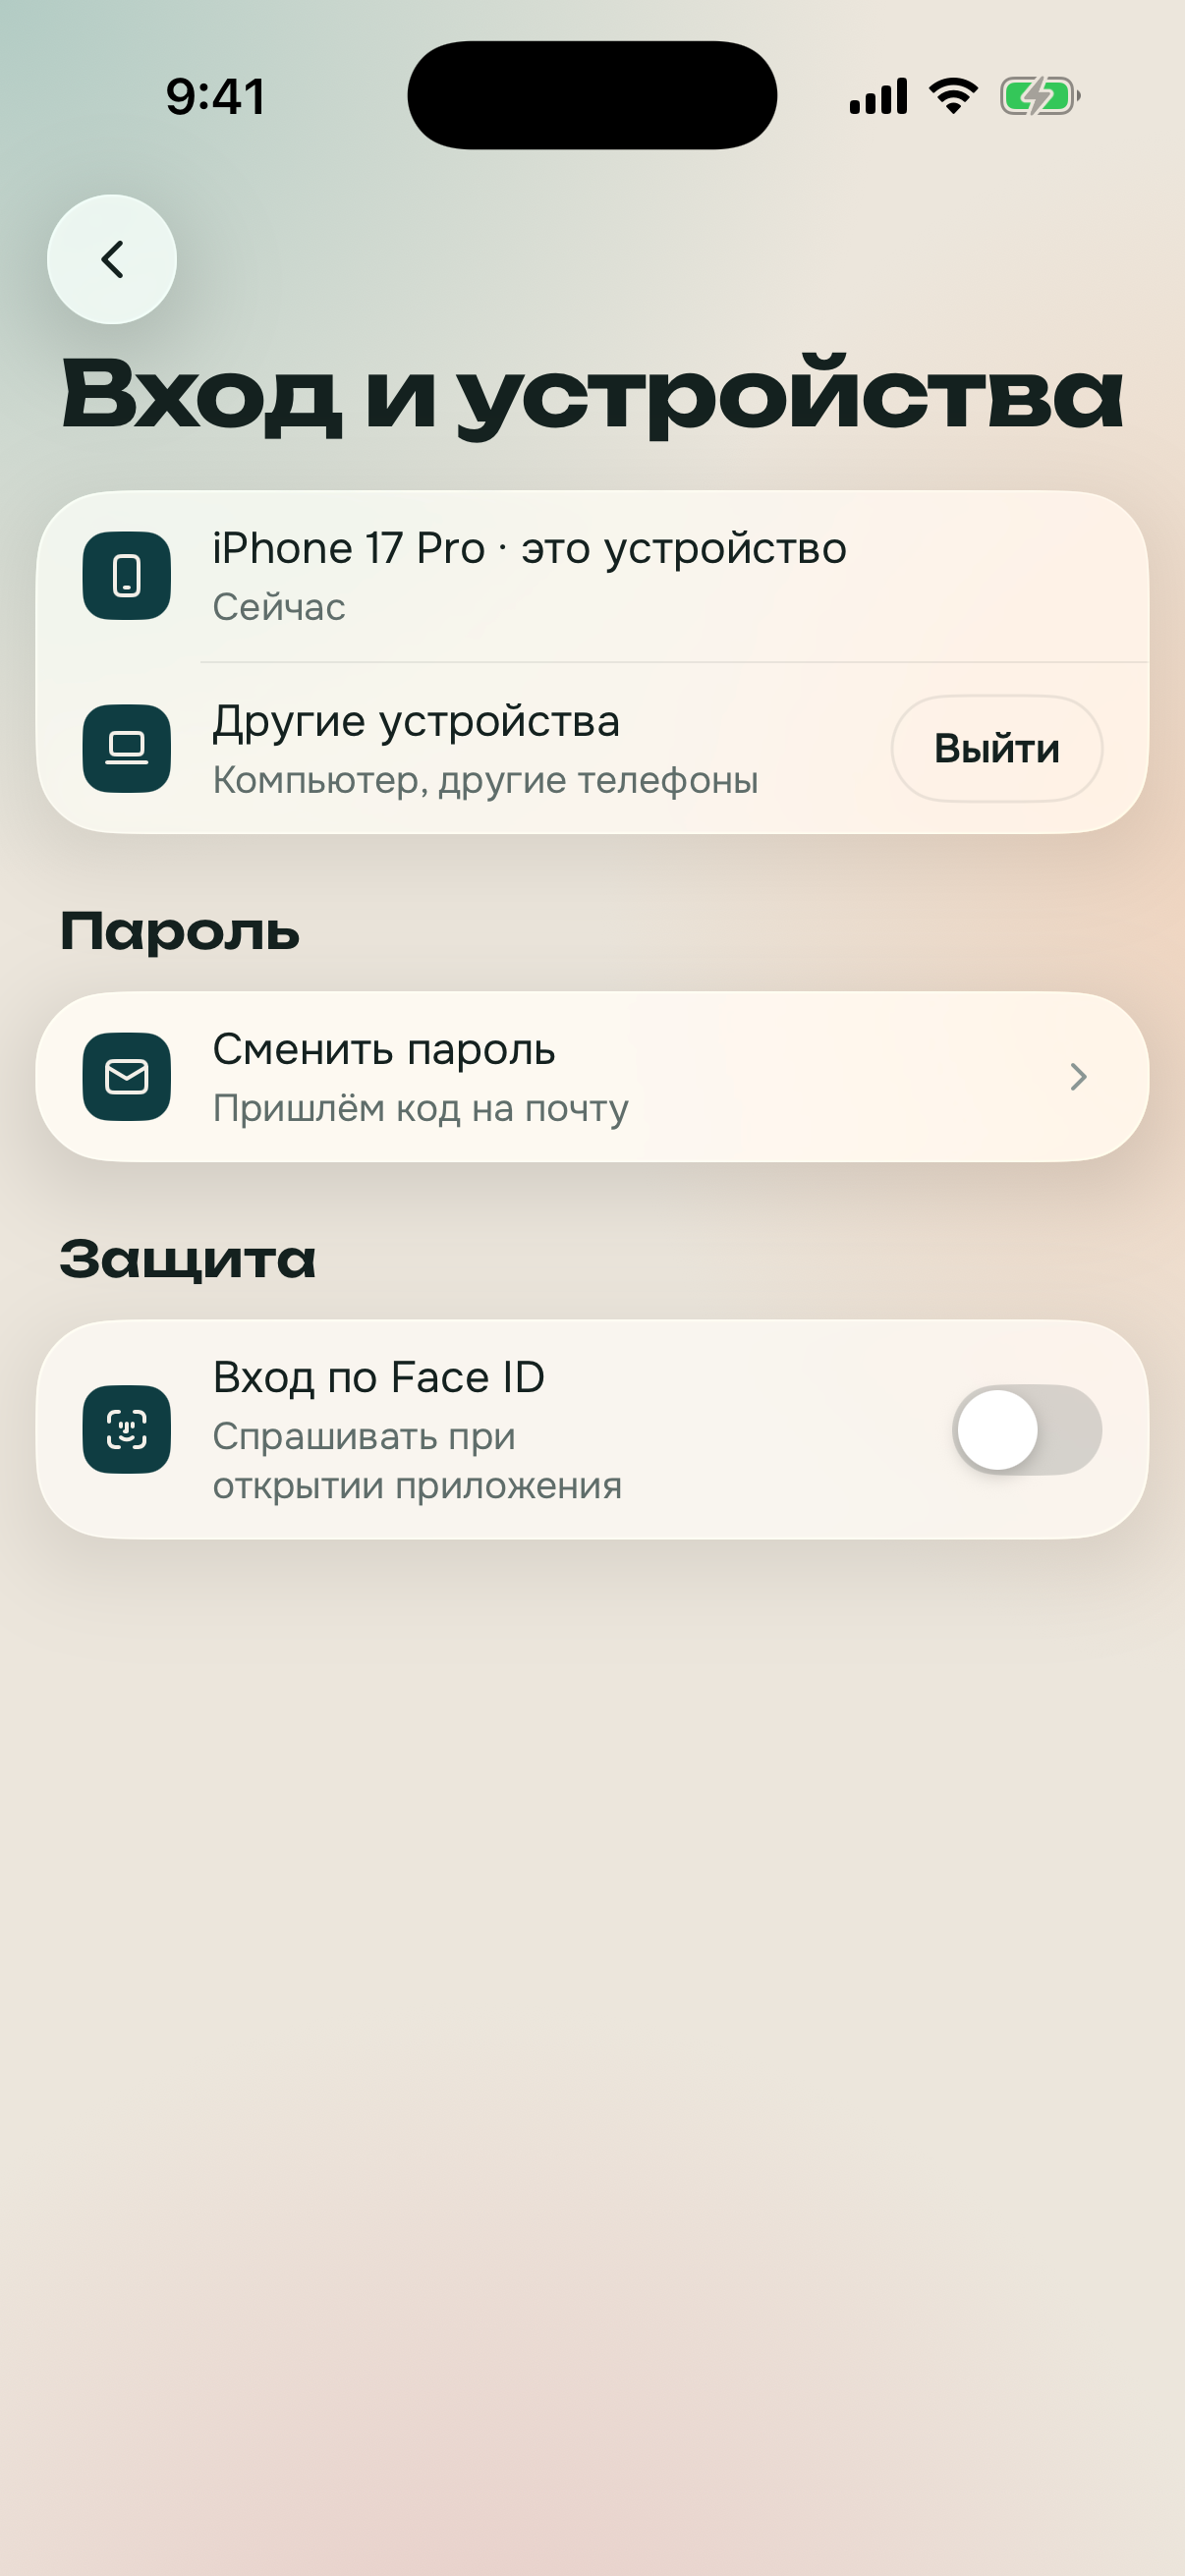 9:41
Вход и устройства
iPhone 17 Pro · это устройство
Сейчас
Другие устройства
Компьютер, другие телефоны
Выйти
Пароль
Сменить пароль
Пришлём код на почту
Защита
Вход по Face ID
Спрашивать при
открытии приложения